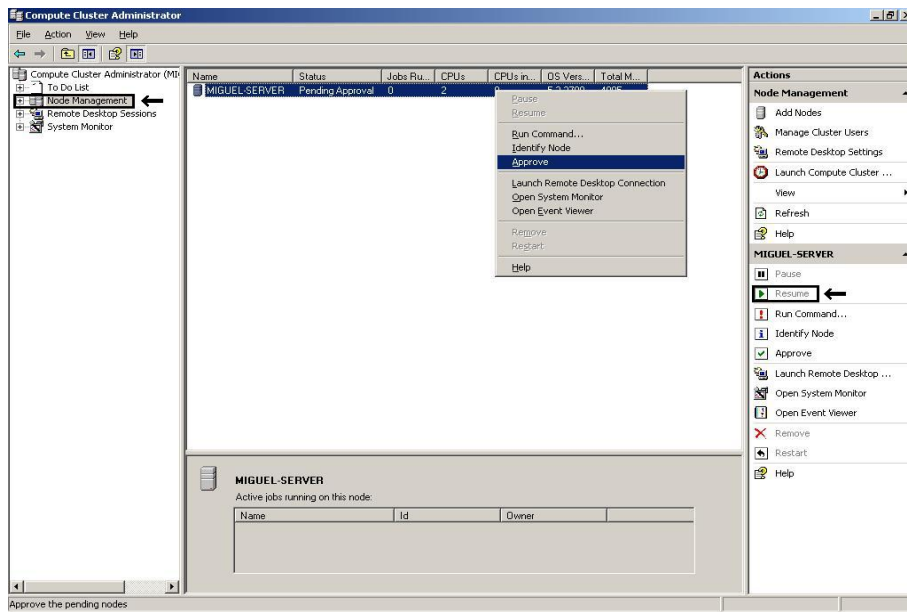 Compute Cluster Administrator
File Action View Help
Compute Cluster Administrator (MI
To Do List
Node Management
Remote Desktop Sessions
System Monitor
Name Status Jobs Ru... CPUs CPUs in... OS Vers... Total M...
MIGUEL-SERVER Pending Approval 0 2
Pause
Resume
Run Command...
Identify Node
Approve
Launch Remote Desktop Connection
Open System Monitor
Open Event Viewer
Remove
Restart
Help
MIGUEL-SERVER
Active jobs running on this node:
Name Id Owner
Actions
Node Management
Add Nodes
Manage Cluster Users
Remote Desktop Settings
Launch Compute Cluster ...
View
Refresh
Help
MIGUEL-SERVER
Pause
Resume
Run Command...
Identify Node
Approve
Launch Remote Desktop ...
Open System Monitor
Open Event Viewer
Remove
Restart
Help
Approve the pending nodes